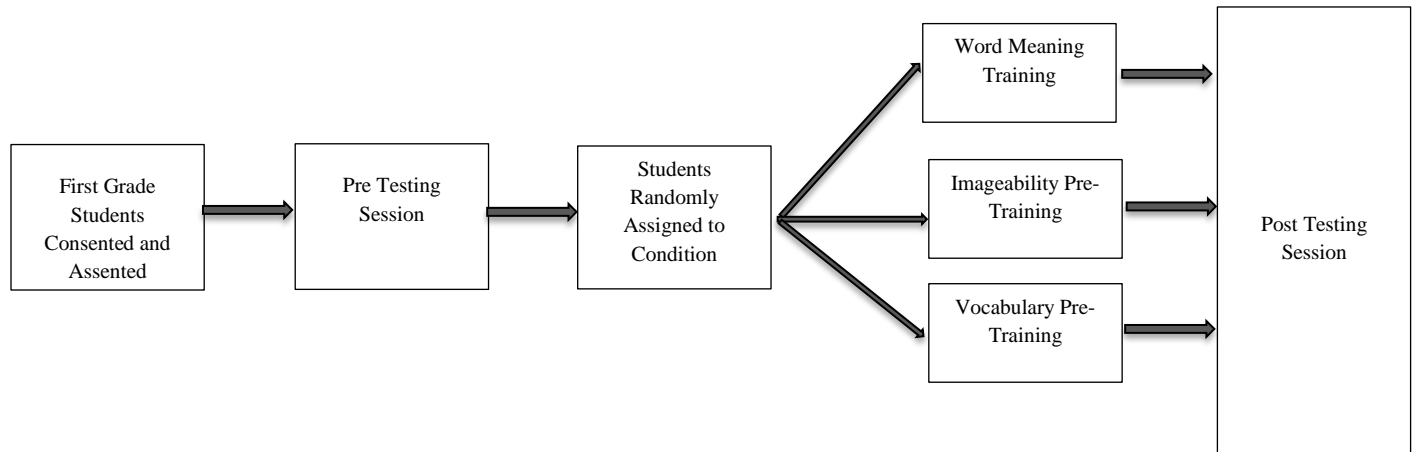 First Grade
Students
Consented and
Assented
Pre Testing
Session
Students
Randomly
Assigned to
Condition
Word Meaning
Training
Imageability Pre-
Training
Vocabulary Pre-
Training
Post Testing
Session